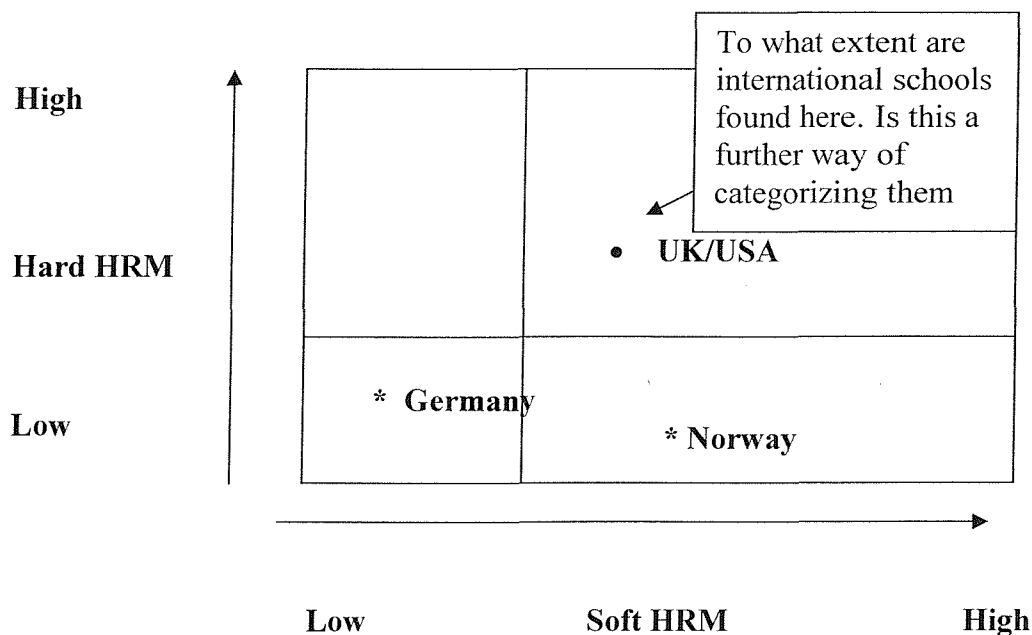 To what extent are
international schools
found here. Is this a
further way of
categorizing them
High
Hard HRM
• UK/USA
* Germany
Low
* Norway
Low Soft HRM High